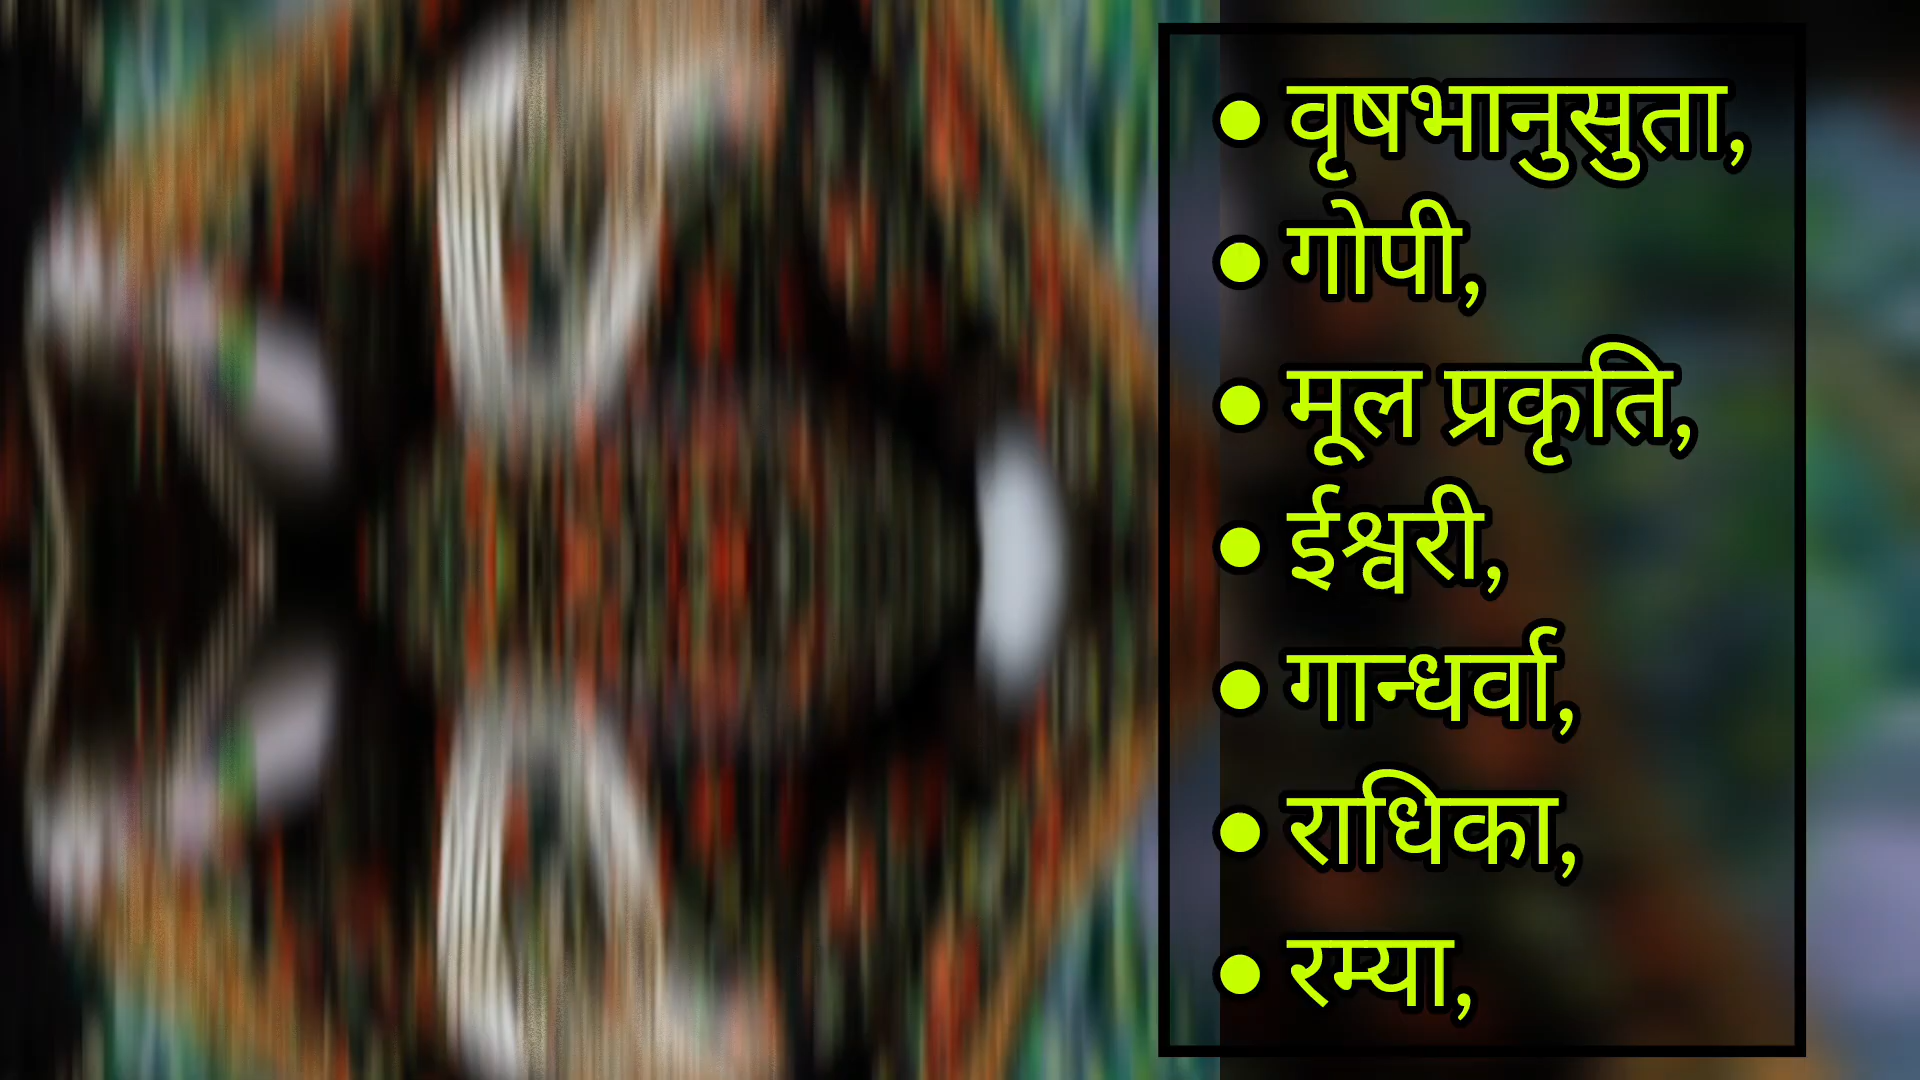 • वृषभानुसुता,
• गोपी,
• मूल प्रकृति,
• ईश्वरी,
• गान्धर्वा,
• राधिका,
• रम्या,